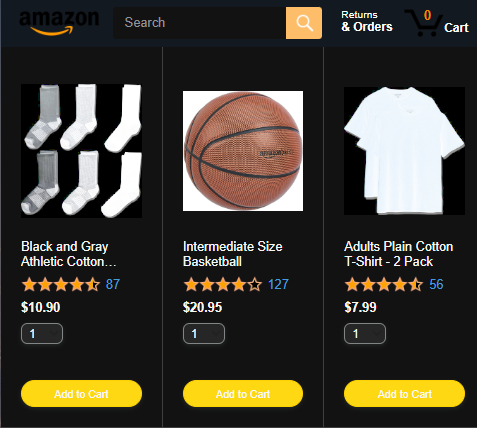 amazon
Search
Returns
& Orders
0
Cart
Black and Gray
Athletic Cotton…
87
$10.90
1
Add to Cart
amazon
Intermediate Size
Basketball
127
$20.95
1
Add to Cart
Adults Plain Cotton
T-Shirt - 2 Pack
56
$7.99
1
Add to Cart